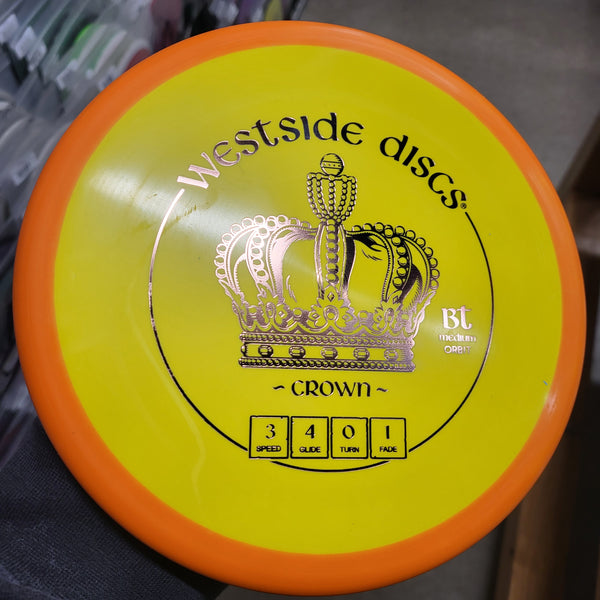 westside discs®
Bt
medium
ORBIT
~ crown ~
3 4 0 1
SPEED GLIDE TURN FADE